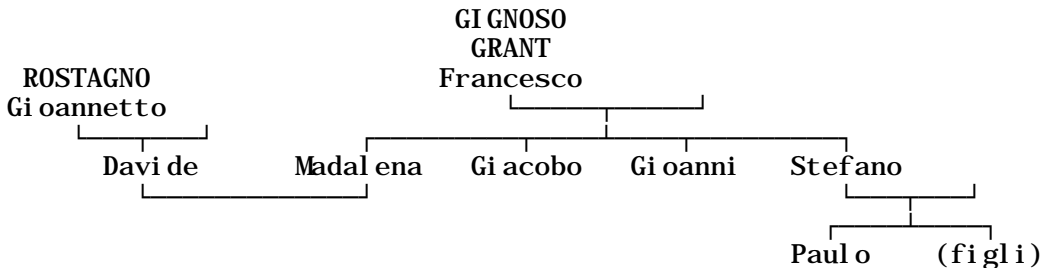 GIGNOSO
GRANT
ROSTAGNO Francesco
Gioannetto
Davide Madalena Giacobo Gioanni Stefano
Paulo (figli)